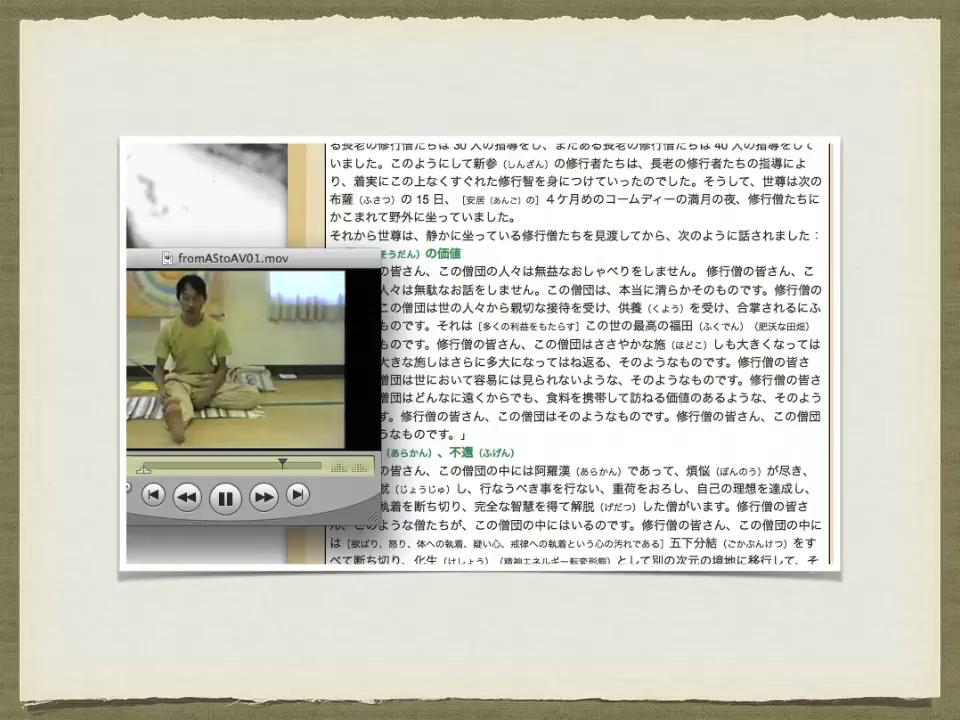 る長老の修行僧たちは 30 人の指導をし、またある長老の修行僧たちは 40 人の指導をして
いました。このようにして新参（しんざん）の修行者たちは、長老の修行者たちの指導によ
り、着実にこの上なくすぐれた修行智を身につけていったのでした。そうして、世尊は次の
布薩（ふさつ）の 15 日、［安居（あんご）の］４ケ月めのコームディーの満月の夜、修行僧たちに
かこまれて野外に坐っていました。
それから世尊は、静かに坐っている修行僧たちを見渡してから、次のように話されました：
fromAStoAV01.mov
そうだん）の価値
の皆さん、この僧団の人々は無益なおしゃべりをしません。 修行僧の皆さん、こ
人々は無駄なお話をしません。この僧団は、本当に清らかそのものです。修行僧の
この僧団は世の人々から親切な接待を受け、供養（くよう）を受け、合掌されるにふ
ものです。それは［多くの利益をもたらす］この世の最高の福田（ふくでん）（肥沃な田畑）
ものです。修行僧の皆さん、この僧団はささやかな施（ほどこ）しも大きくなっては
大きな施しはさらに多大になってはね返る、そのようなものです。修行僧の皆さ
僧団は世において容易には見られないような、そのようなものです。修行僧の皆さ
僧団はどんなに遠くからでも、食料を携帯して訪ねる価値のあるような、そのよう
す。修行僧の皆さん、この僧団はそのようなものです。修行僧の皆さん、この僧団
うなものです。」
（あらかん）、不還（ふげん）
の皆さん、この僧団の中には阿羅漢（あらかん）であって、煩悩（ぼんのう）が尽き、
就（じょうじゅ）し、行なうべき事を行ない、重荷をおろし、自己の理想を達成し、
執着を断ち切り、完全な智慧を得て解脱（げだつ）した僧がいます。修行僧の皆さ
ん、このような僧たちが、この僧団の中にはいるのです。修行僧の皆さん、この僧団の中に
は［欲ばり、怒り、体への執着、疑い心、戒律への執着という心の汚れである］五下分結（ごかぶんけつ）をす
べて断ち切り、化生（けしょう）（精神エネルギー転変形態）として別の次元の境地に移行して、そ